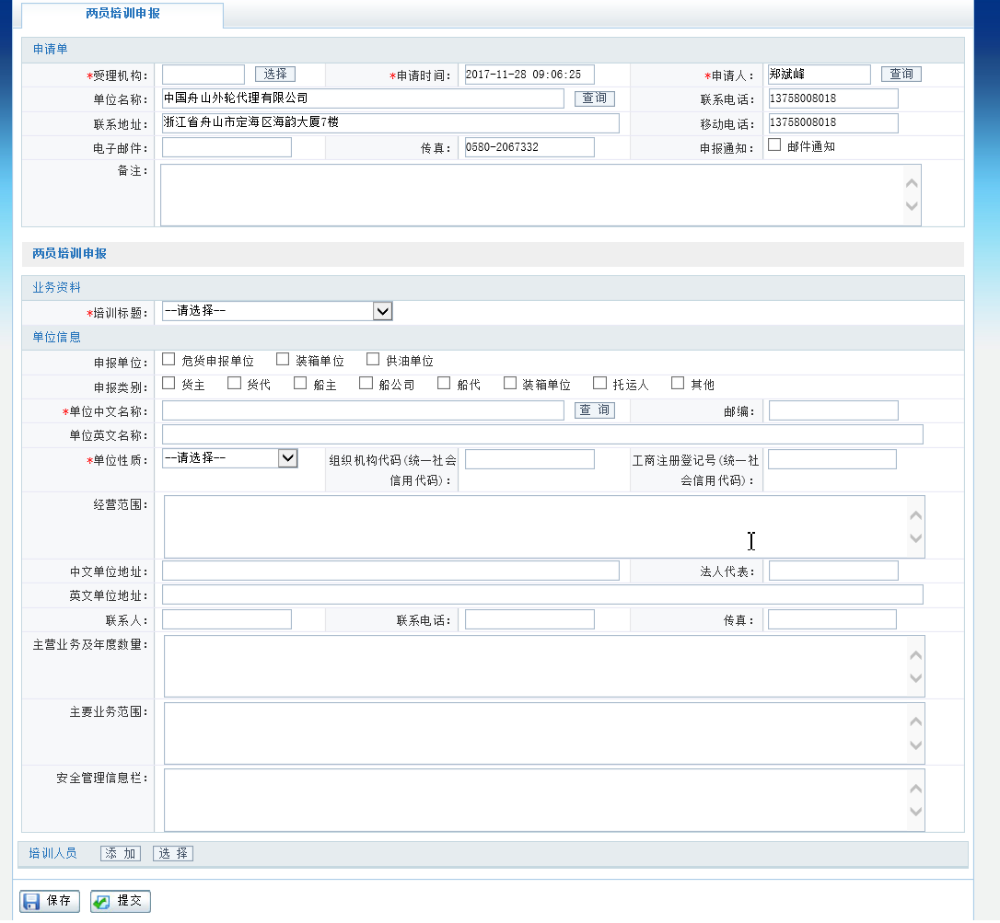 两员培训申报
申请单
*受理机构： 选择 *申请时间： 2017-11-28 09:06:25 *申请人： 郑斌峰 查询
单位名称： 中国舟山外轮代理有限公司 查询 联系电话： 13758008018
联系地址： 浙江省舟山市定海区海韵大厦7楼 移动电话： 13758008018
电子邮件： 传真： 0580-2067332 申报通知： 邮件通知
备注：
两员培训申报
业务资料
*培训标题： --请选择--
单位信息
申报单位： 危货申报单位 装箱单位 供油单位
申报类别： 货主 货代 船主 船公司 船代 装箱单位 托运人 其他
*单位中文名称： 查 询 邮编：
单位英文名称：
*单位性质： --请选择-- 组织机构代码(统一社会 工商注册登记号(统一社
信用代码)： 会信用代码)：
经营范围：
中文单位地址： 法人代表：
英文单位地址：
联系人： 联系电话： 传真：
主营业务及年度数量：
主要业务范围：
安全管理信息栏：
培训人员 添 加 选 择
保存 提交